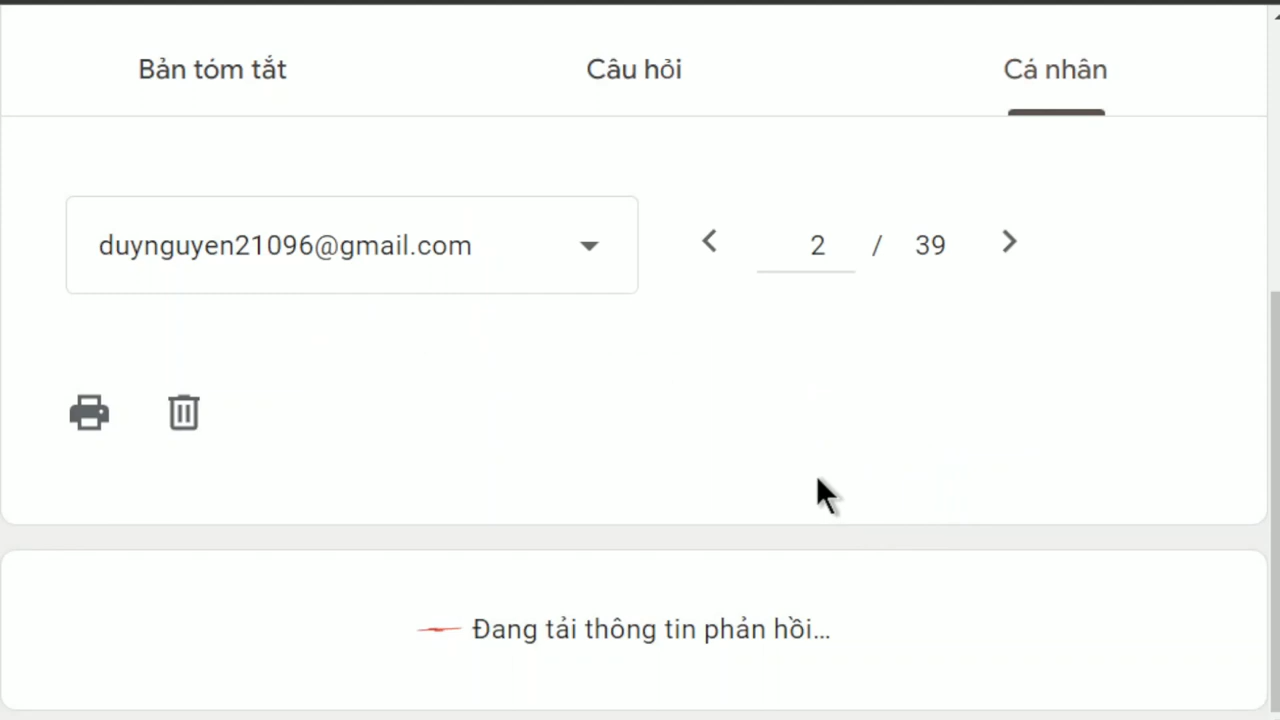 Bản tóm tắt Câu hỏi Cá nhân
duynguyen21096@gmail.com 2 / 39
Đang tải thông tin phản hồi...